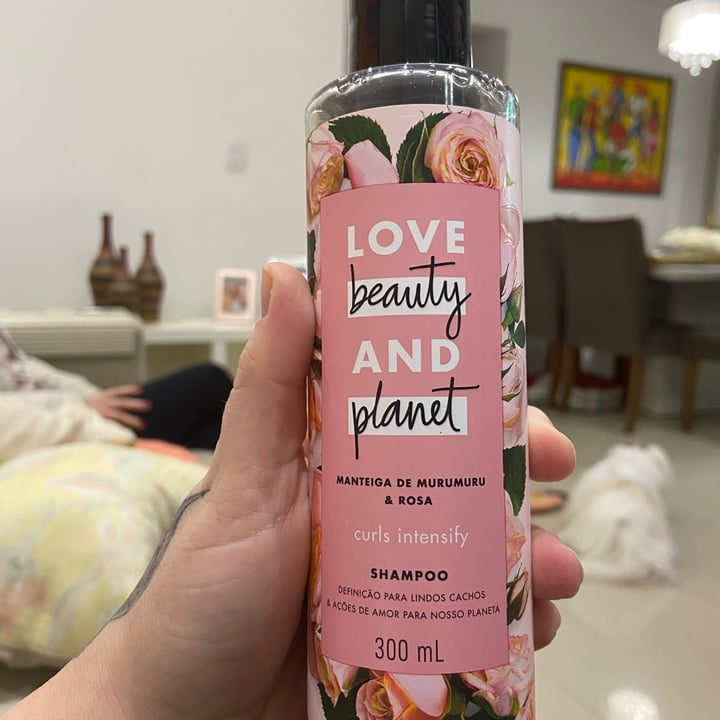 LOVE
beauty
AND
planet
MANTEIGA DE MURUMURU
& ROSA
curls intensify
SHAMPOO
DEFINIÇÃO PARA LINDOS CACHOS
& AÇÕES DE AMOR PARA NOSSO PLANETA
300 mL